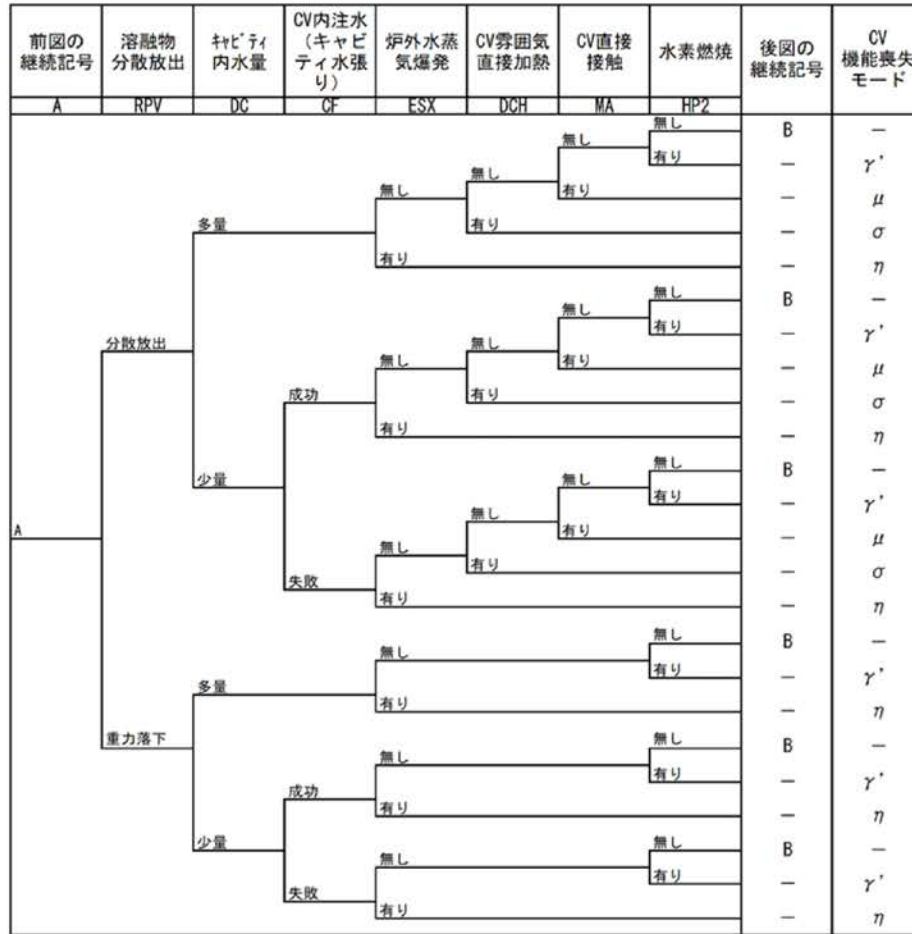 前図の
継続記号
溶融物
分散放出
ｷｬﾋﾞﾃｨ
内水量
CV内注水
(キャビ
ティ水張
り)
炉外水蒸
気爆発
CV雰囲気
直接加熱
CV直接
接触
水素燃焼
後図の
継続記号
CV
機能喪失
モード
A RPV DC CF ESX DCH MA HP2
無し B －
無し 有り － γ'
無し 有り － μ
無し 有り － σ
多量
有り － η
無し B －
無し 有り － γ'
分散放出 無し
無し 有り － μ
成功 有り － σ
有り － η
無し B －
少量 無し 有り － γ'
無し
A 有り － μ
無し 有り － σ
失敗
有り － η
無し B －
無し 有り － γ'
多量
有り － η
重力落下 無し B －
無し 有り － γ'
成功
有り － η
少量 無し B －
無し 有り － γ'
失敗
有り － η